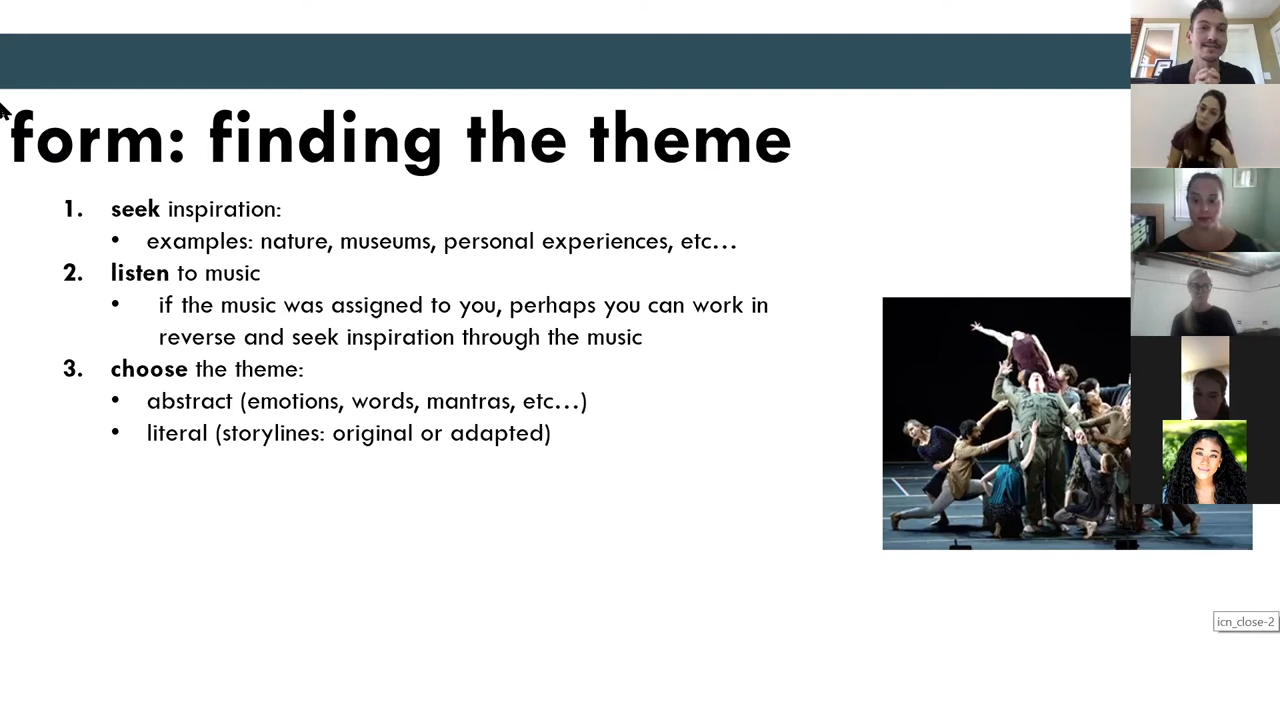 form: finding the theme
1. seek inspiration:
• examples: nature, museums, personal experiences, etc…
2. listen to music
• if the music was assigned to you, perhaps you can work in
reverse and seek inspiration through the music
3. choose the theme:
• abstract (emotions, words, mantras, etc…)
• literal (storylines: original or adapted)
icn_close-2